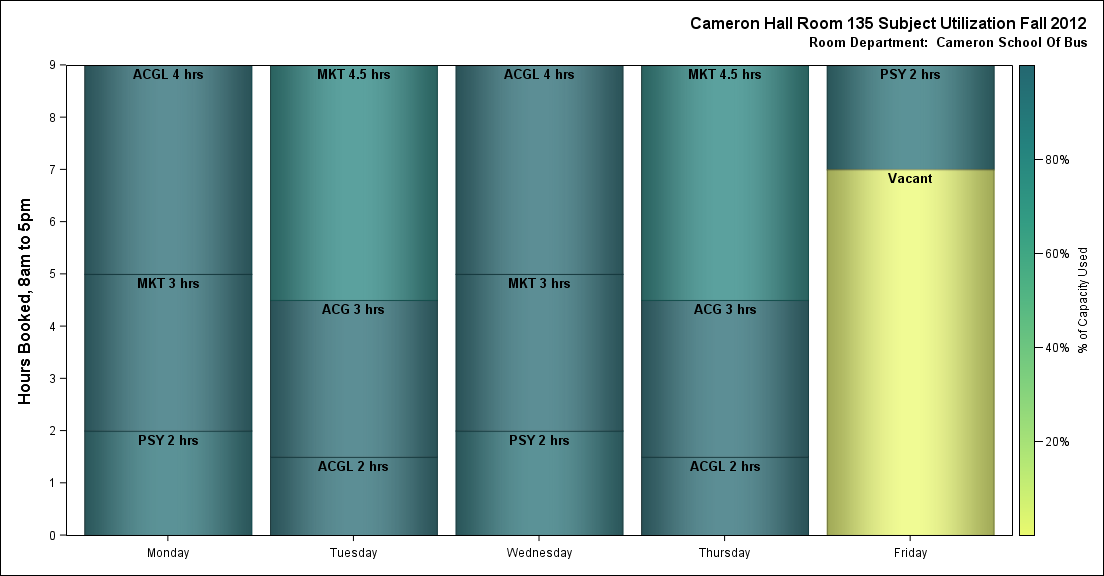 Cameron Hall Room 135 Subject Utilization Fall 2012
Room Department: Cameron School Of Bus
Hours Booked, 8am to 5pm
9
8
7
6
5
4
3
2
1
0
ACGL 4 hrs
MKT 3 hrs
PSY 2 hrs
MKT 4.5 hrs
ACG 3 hrs
ACGL 2 hrs
ACGL 4 hrs
MKT 3 hrs
PSY 2 hrs
MKT 4.5 hrs
ACG 3 hrs
ACGL 2 hrs
PSY 2 hrs
Vacant
Monday
Tuesday
Wednesday
Thursday
Friday
80%
60%
40%
20%
% of Capacity Used